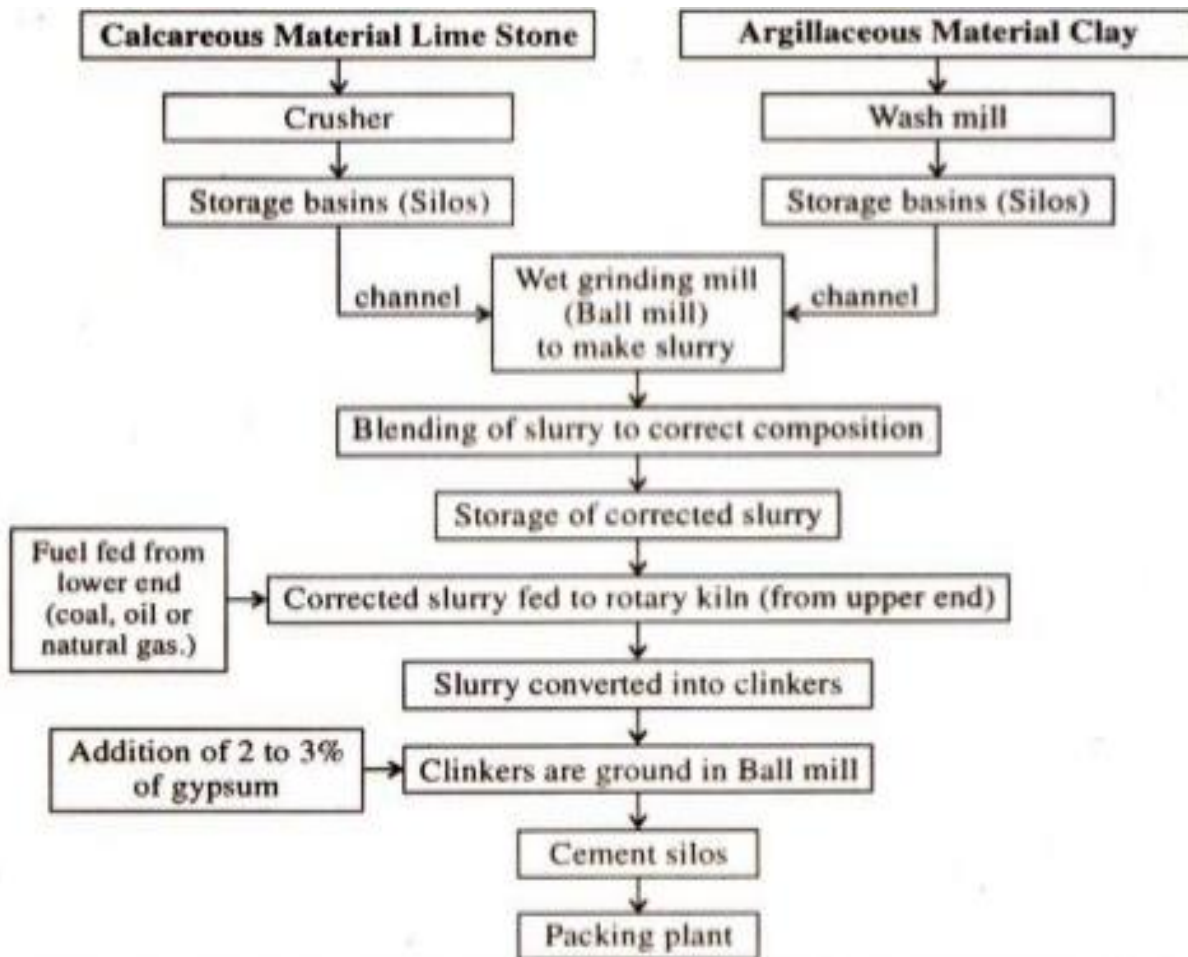 Calcareous Material Lime Stone
Argillaceous Material Clay
Crusher
Wash mill
Storage basins (Silos)
Storage basins (Silos)
channel
Wet grinding mill
(Ball mill)
to make slurry
channel
Blending of slurry to correct composition
Storage of corrected slurry
Fuel fed from
lower end
(coal, oil or
natural gas.)
Corrected slurry fed to rotary kiln (from upper end)
Slurry converted into clinkers
Addition of 2 to 3%
of gypsum
Clinkers are ground in Ball mill
Cement silos
Packing plant